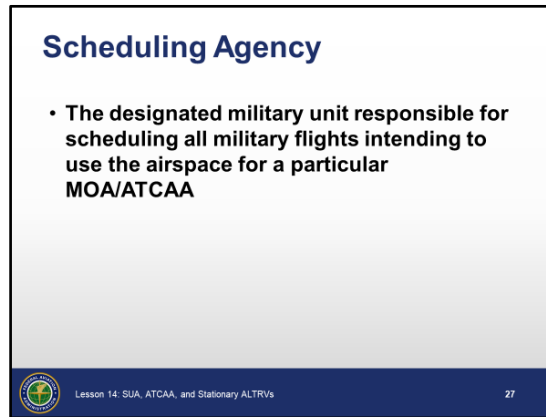 Scheduling Agency
• The designated military unit responsible for
scheduling all military flights intending to
use the airspace for a particular
MOA/ATCAA
Lesson 14: SUA, ATCAA, and Stationary ALTRVs
27